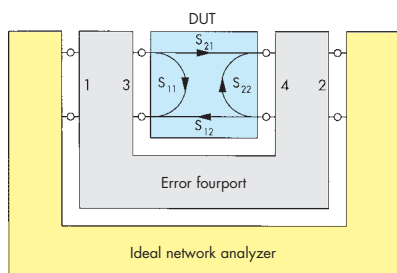 DUT
S21
1 3 S11 S22 4 2
S12
Error fourport
Ideal network analyzer